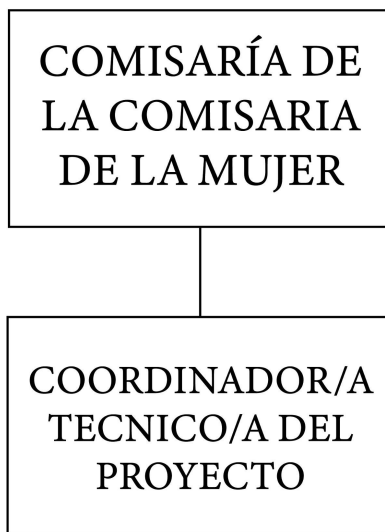 COMISARÍA DE
LA COMISARIA
DE LA MUJER
COORDINADOR/A
TECNICO/A DEL
PROYECTO